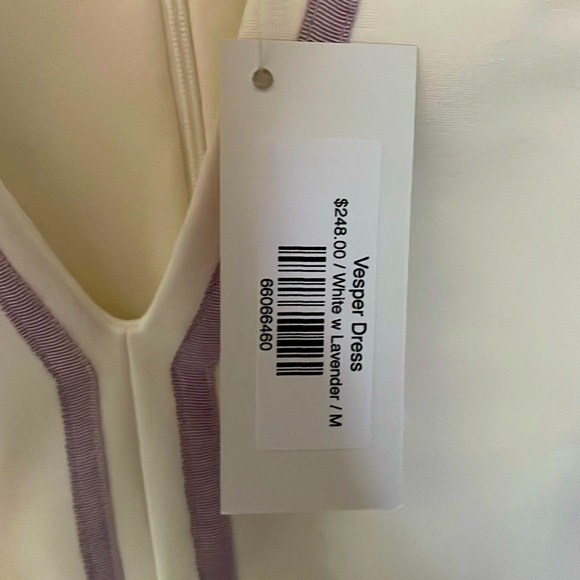 Vesper Dress
$248.00 / White w Lavender / M
66066460